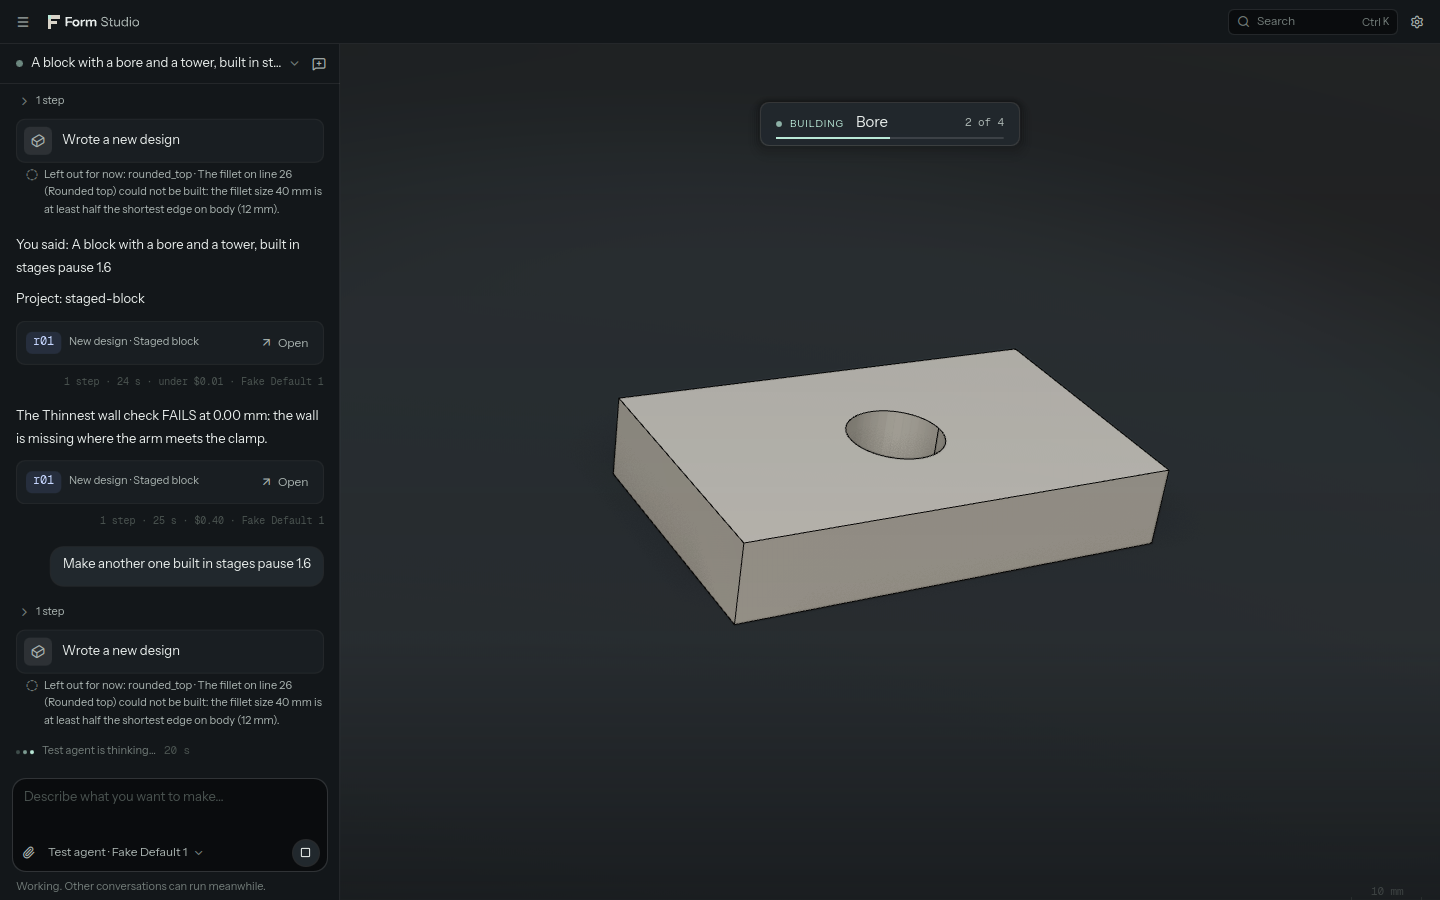 Form Studio
Search
Ctrl K
A block with a bore and a tower, built in st...
1 step
Wrote a new design
Left out for now: rounded_top · The fillet on line 26
(Rounded top) could not be built: the fillet size 40 mm is
at least half the shortest edge on body (12 mm).
You said: A block with a bore and a tower, built in
stages pause 1.6
Project: staged-block
r01 New design · Staged block Open
1 step · 24 s · under $0.01 · Fake Default 1
The Thinnest wall check FAILS at 0.00 mm: the wall
is missing where the arm meets the clamp.
r01 New design · Staged block Open
1 step · 25 s · $0.40 · Fake Default 1
Make another one built in stages pause 1.6
1 step
Wrote a new design
Left out for now: rounded_top · The fillet on line 26
(Rounded top) could not be built: the fillet size 40 mm is
at least half the shortest edge on body (12 mm).
Test agent is thinking... 20 s
Describe what you want to make...
Test agent · Fake Default 1
Working. Other conversations can run meanwhile.
BUILDING Bore 2 of 4
10 mm